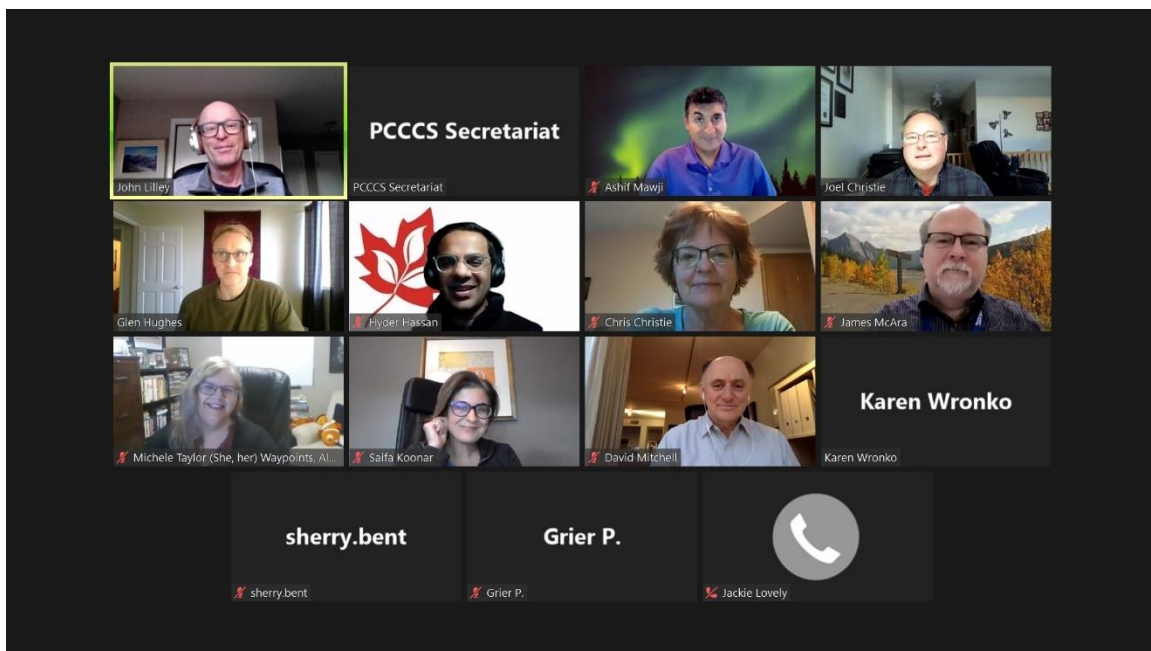 John Lilley
PCCCS Secretariat
PCCCS Secretariat
Ashif Mawji
Joel Christie
Glen Hughes
Hyder Hassan
Chris Christie
James McAra
Michele Taylor (She, her) Waypoints, Al...
Saifa Koonar
David Mitchell
Karen Wronko
Karen Wronko
sherry.bent
sherry.bent
Grier P.
Grier P.
Jackie Lovely